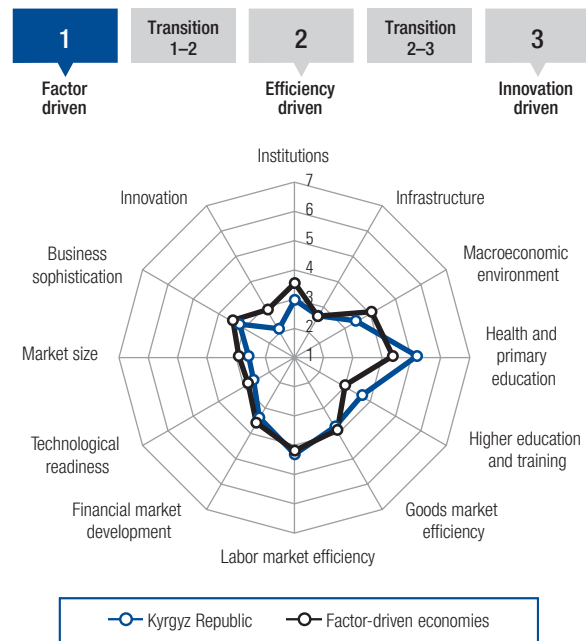 1
Transition
1–2
2
Transition
2–3
3
Factor
driven
Efficiency
driven
Innovation
driven
Institutions
Infrastructure
Macroeconomic
environment
Health and
primary
education
Higher education
and training
Goods market
efficiency
Labor market efficiency
Financial market
development
Technological
readiness
Market size
Business
sophistication
Innovation
7
6
5
4
3
2
1
Kyrgyz Republic
Factor-driven economies